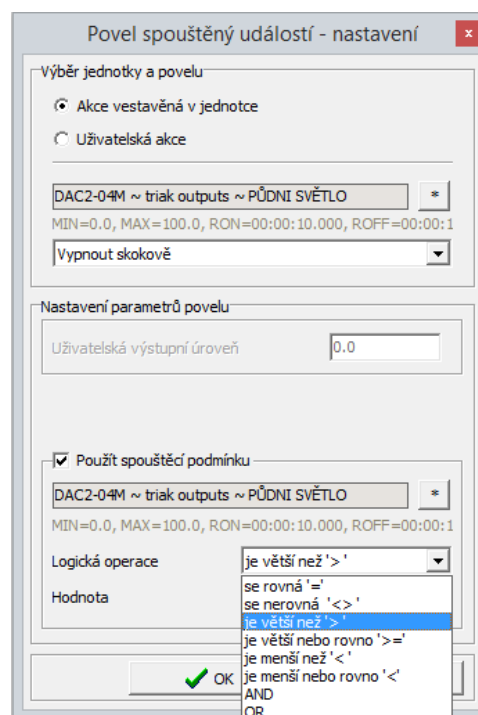 Povel spouštěný událostí - nastavení
x
Výběr jednotky a povelu
Akce vestavěná v jednotce
Uživatelská akce
DAC2-04M ~ triak outputs ~ PŮDNI SVĚTLO *
MIN=0.0, MAX=100.0, RON=00:00:10.000, ROFF=00:00:1
Vypnout skokově
Nastavení parametrů povelu
Uživatelská výstupní úroveň 0.0
Použít spouštěcí podmínku
DAC2-04M ~ triak outputs ~ PŮDNI SVĚTLO *
MIN=0.0, MAX=100.0, RON=00:00:10.000, ROFF=00:00:1
Logická operace je větší než '> '
Hodnota
se rovná '='
se nerovná '<> '
je větší než '> '
je větší nebo rovno '>='
je menší než '< '
je menší nebo rovno '<'
AND
OR
OK